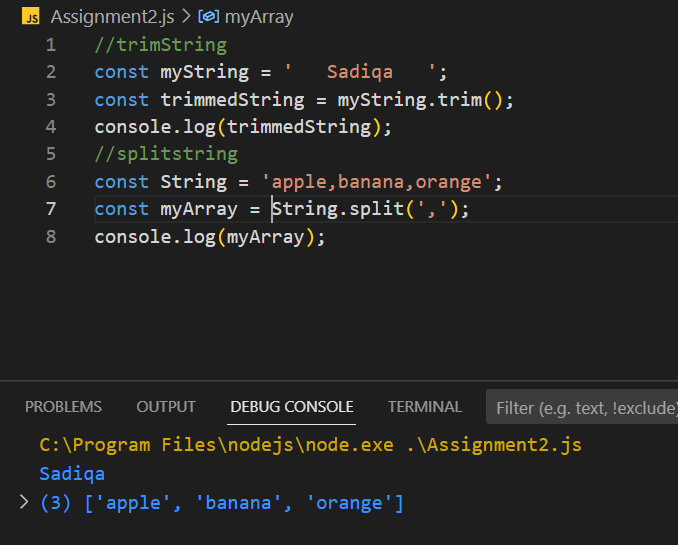 JS Assignment2.js > myArray
1 //trimString
2 const myString = '   Sadiqa   ';
3 const trimmedString = myString.trim();
4 console.log(trimmedString);
5 //splitstring
6 const String = 'apple,banana,orange';
7 const myArray = String.split(',');
8 console.log(myArray);
PROBLEMS OUTPUT DEBUG CONSOLE TERMINAL Filter (e.g. text, !exclude)
C:\Program Files\nodejs\node.exe .\Assignment2.js
Sadiqa
> (3) ['apple', 'banana', 'orange']